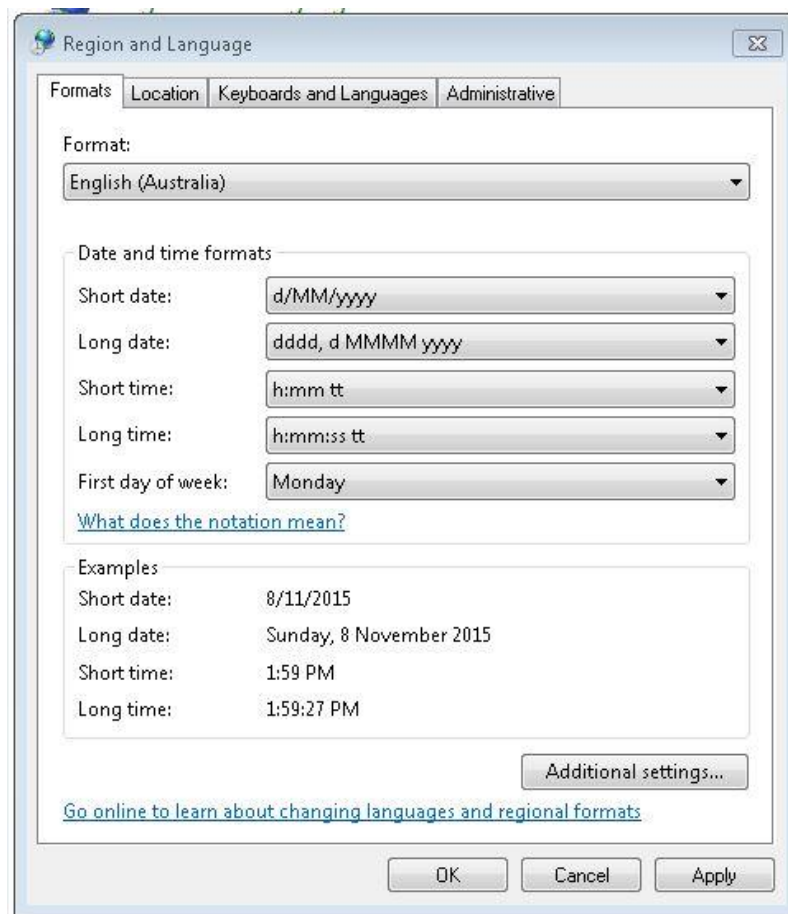 Region and Language
Formats Location Keyboards and Languages Administrative
Format:
English (Australia)
Date and time formats
Short date: d/MM/yyyy
Long date: dddd, d MMMM yyyy
Short time: h:mm tt
Long time: h:mm:ss tt
First day of week: Monday
What does the notation mean?
Examples
Short date: 8/11/2015
Long date: Sunday, 8 November 2015
Short time: 1:59 PM
Long time: 1:59:27 PM
Additional settings...
Go online to learn about changing languages and regional formats
OK Cancel Apply